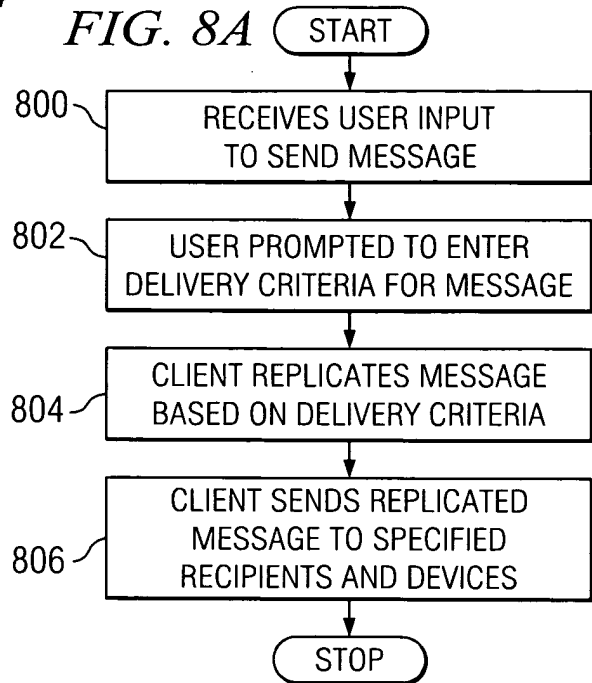 FIG. 8A
START
800
RECEIVES USER INPUT
TO SEND MESSAGE
802
USER PROMPTED TO ENTER
DELIVERY CRITERIA FOR MESSAGE
804
CLIENT REPLICATES MESSAGE
BASED ON DELIVERY CRITERIA
806
CLIENT SENDS REPLICATED
MESSAGE TO SPECIFIED
RECIPIENTS AND DEVICES
STOP